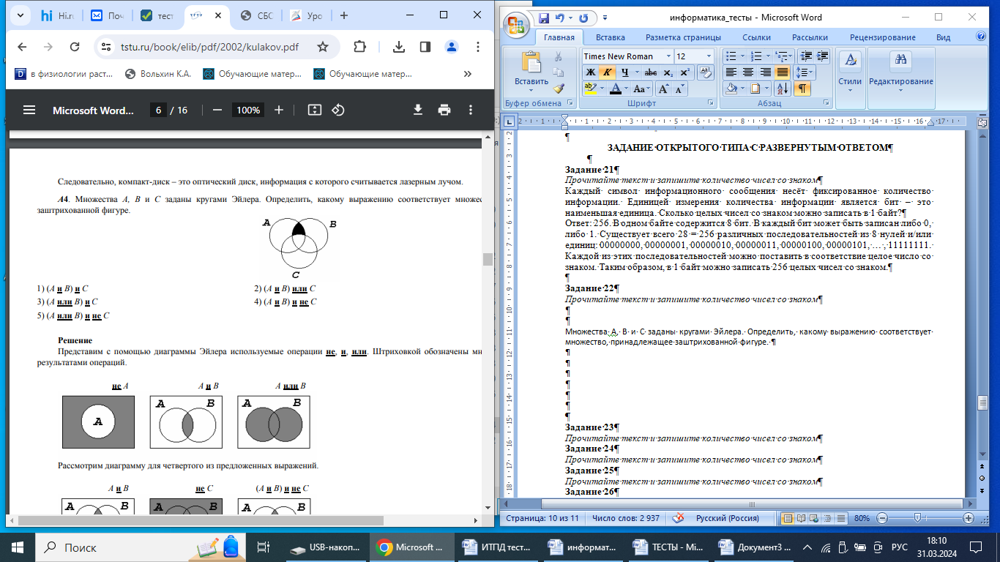 Hi.ru
Поч
тест
СБС
Уро
tstu.ru/book/elib/pdf/2002/kulakov.pdf
в физиологии раст...
Вольхин К.А.
Обучающие матер...
Обучающие матер...
Microsoft Word...
6 / 16
100%
Следовательно, компакт-диск – это оптический диск, информация с которого считывается лазерным лучом.
А4. Множества А, В и С заданы кругами Эйлера. Определить, какому выражению соответствует множес
заштрихованной фигуре.
A
B
C
1) (А и В) и С
2) (А и В) или С
3) (А или В) и С
4) (А и В) и не С
5) (А или В) и не С
Решение
Представим с помощью диаграммы Эйлера используемые операции не, и, или. Штриховкой обозначены мн
результатами операций.
не А
А и В
А или В
A
A B
A B
Рассмотрим диаграмму для четвертого из предложенных выражений.
А и В
не С
(А и В) и не С
A B
A B
A B
информатика_тесты - Microsoft Word
Главная
Вставка
Разметка страницы
Ссылки
Рассылки
Рецензирование
Вид
Вставить
Буфер обмена
Times New Roman
12
Ж К Ч abc x₂ x²
Aa
Шрифт
Абзац
Стили
Редактирование
ЗАДАНИЕ·ОТКРЫТОГО·ТИПА·С·РАЗВЕРНУТЫМ·ОТВЕТОМ¶
¶
Задание·21¶
Прочитайте·текст·и·запишите·количество·чисел·со·знаком¶
Каждый· символ· информационного· сообщения· несёт· фиксированное· количество·
информации.· Единицей· измерения· количества· информации· является· бит· –· это·
наименьшая·единица.·Сколько·целых·чисел·со·знаком·можно·записать·в·1·байт?¶
Ответ:·256.·В·одном·байте·содержится·8·бит.·В·каждый·бит·может·быть·записан·либо·0,·
либо·1.·Существует·всего·28·=·256·различных·последовательностей·из·8·нулей·и/или·
единиц:·00000000,·00000001,·00000010,·00000011,·00000100,·00000101,·…·,·11111111.·
Каждой·из·этих·последовательностей·можно·поставить·в·соответствие·целое·число·со·
знаком.·Таким·образом,·в·1·байт·можно·записать·256·целых·чисел·со·знаком.¶
¶
Задание·22¶
Прочитайте·текст·и·запишите·количество·чисел·со·знаком¶
¶
¶
Множества· А,· В· и· С· заданы· кругами· Эйлера.· Определить,· какому· выражению· соответствует·
множество,·принадлежащее·заштрихованной·фигуре.·¶
¶
¶
¶
¶
¶
¶
¶
Задание·23¶
Прочитайте·текст·и·запишите·количество·чисел·со·знаком¶
Задание·24¶
Прочитайте·текст·и·запишите·количество·чисел·со·знаком¶
Задание·25¶
Прочитайте·текст·и·запишите·количество·чисел·со·знаком¶
Задание·26¶
Страница: 10 из 11
Число слов: 2 937
Русский (Россия)
80%
Поиск
USB-накоп...
Microsoft ...
ИТПД тест...
информат...
ТЕСТЫ - Mi...
Документ3 ...
РУС
18:10
31.03.2024